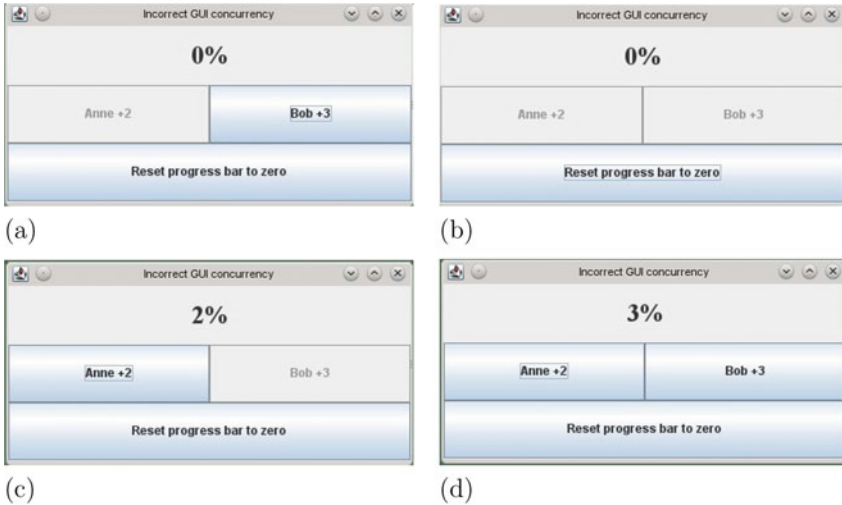 Incorrect GUI concurrency
0%
Anne +2 Bob +3
Reset progress bar to zero
(a)
Incorrect GUI concurrency
0%
Anne +2 Bob +3
Reset progress bar to zero
(b)
Incorrect GUI concurrency
2%
Anne +2 Bob +3
Reset progress bar to zero
(c)
Incorrect GUI concurrency
3%
Anne +2 Bob +3
Reset progress bar to zero
(d)